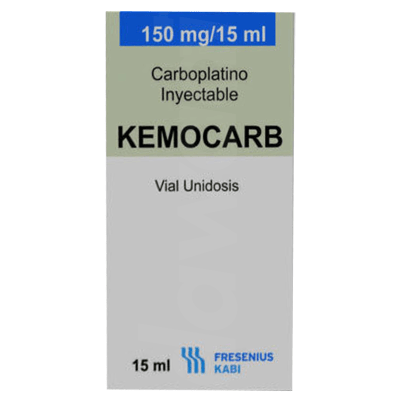 150 mg/15 ml
Carboplatino
Inyectable
KEMOCARB
Vial Unidosis
15 ml
FRESENIUS
KABI